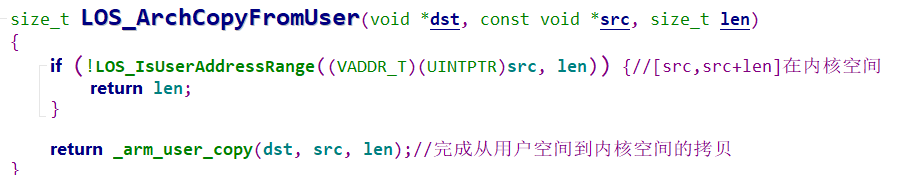 size_t LOS_ArchCopyFromUser(void *dst, const void *src, size_t len)
{
    if (!LOS_IsUserAddressRange((VADDR_T)(UINTPTR)src, len)) {//[src,src+len]在内核空间
        return len;
    }
    return _arm_user_copy(dst, src, len);//完成从用户空间到内核空间的拷贝
}